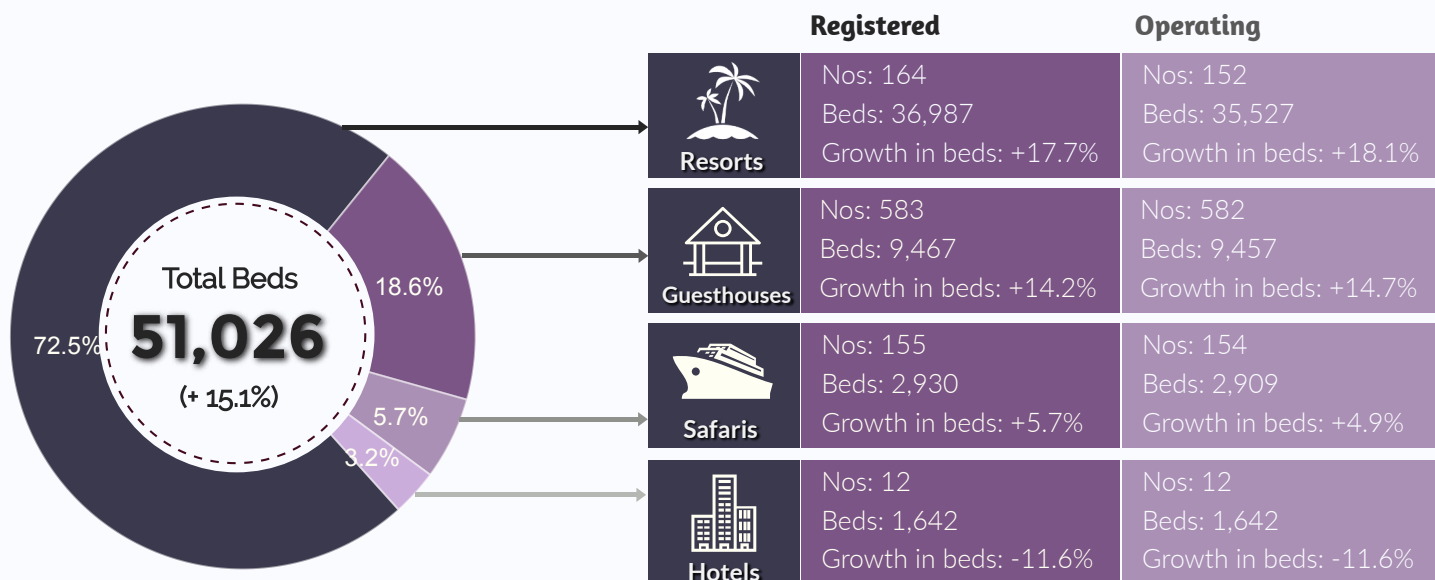 Registered
Operating
Total Beds
51,026
(+ 15.1%)
72.5%
18.6%
5.7%
3.2%
Resorts
Nos: 164
Beds: 36,987
Growth in beds: +17.7%
Nos: 152
Beds: 35,527
Growth in beds: +18.1%
Guesthouses
Nos: 583
Beds: 9,467
Growth in beds: +14.2%
Nos: 582
Beds: 9,457
Growth in beds: +14.7%
Safaris
Nos: 155
Beds: 2,930
Growth in beds: +5.7%
Nos: 154
Beds: 2,909
Growth in beds: +4.9%
Hotels
Nos: 12
Beds: 1,642
Growth in beds: -11.6%
Nos: 12
Beds: 1,642
Growth in beds: -11.6%